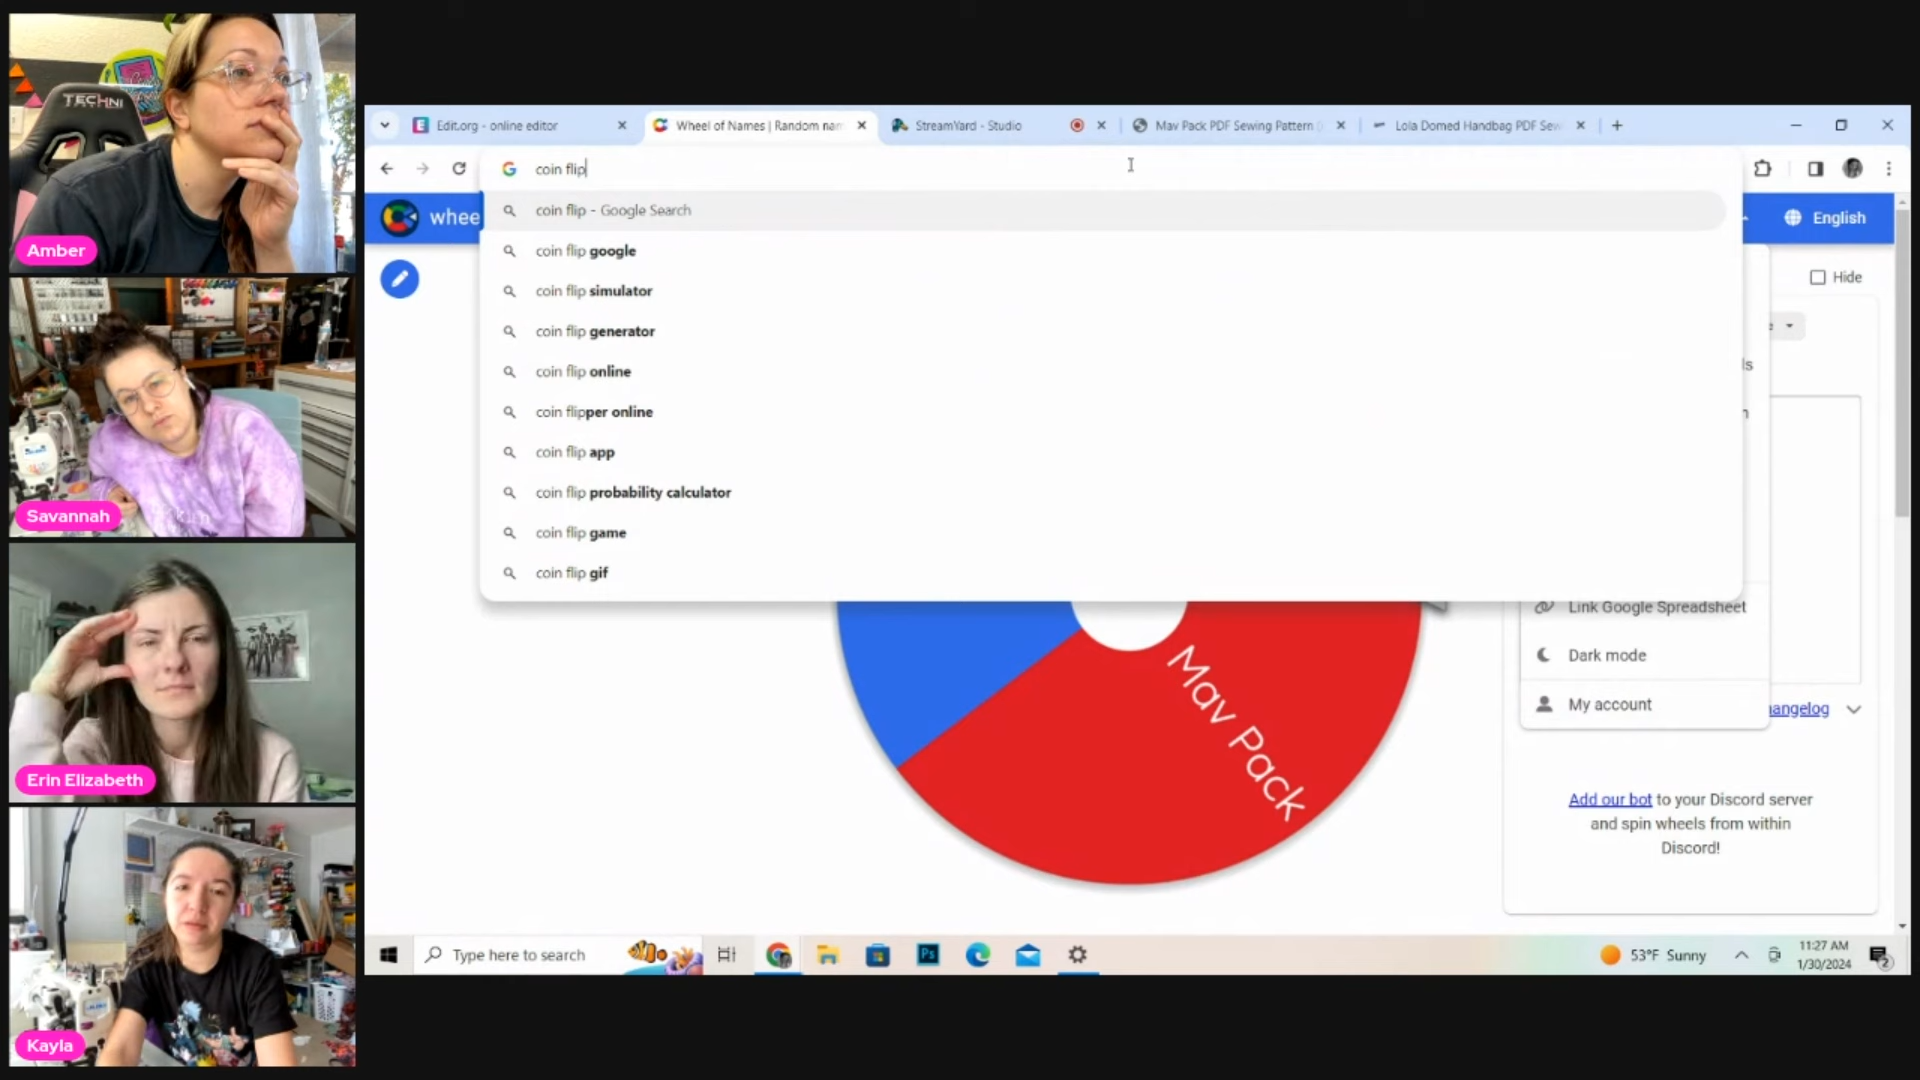 TECHNI
Amber
Savannah
Erin Elizabeth
Kayla
Edit.org - online editor
Wheel of Names | Random nam
StreamYard - Studio
Mav Pack PDF Sewing Pattern
Lola Domed Handbag PDF Sew
coin flip
whee
English
coin flip - Google Search
coin flip google
coin flip simulator
coin flip generator
coin flip online
coin flipper online
coin flip app
coin flip probability calculator
coin flip game
coin flip gif
Hide
Link Google Spreadsheet
Dark mode
My account
hangelog
Mav Pack
Add our bot to your Discord server
and spin wheels from within
Discord!
Type here to search
Ps
53°F Sunny
11:27 AM
1/30/2024
2